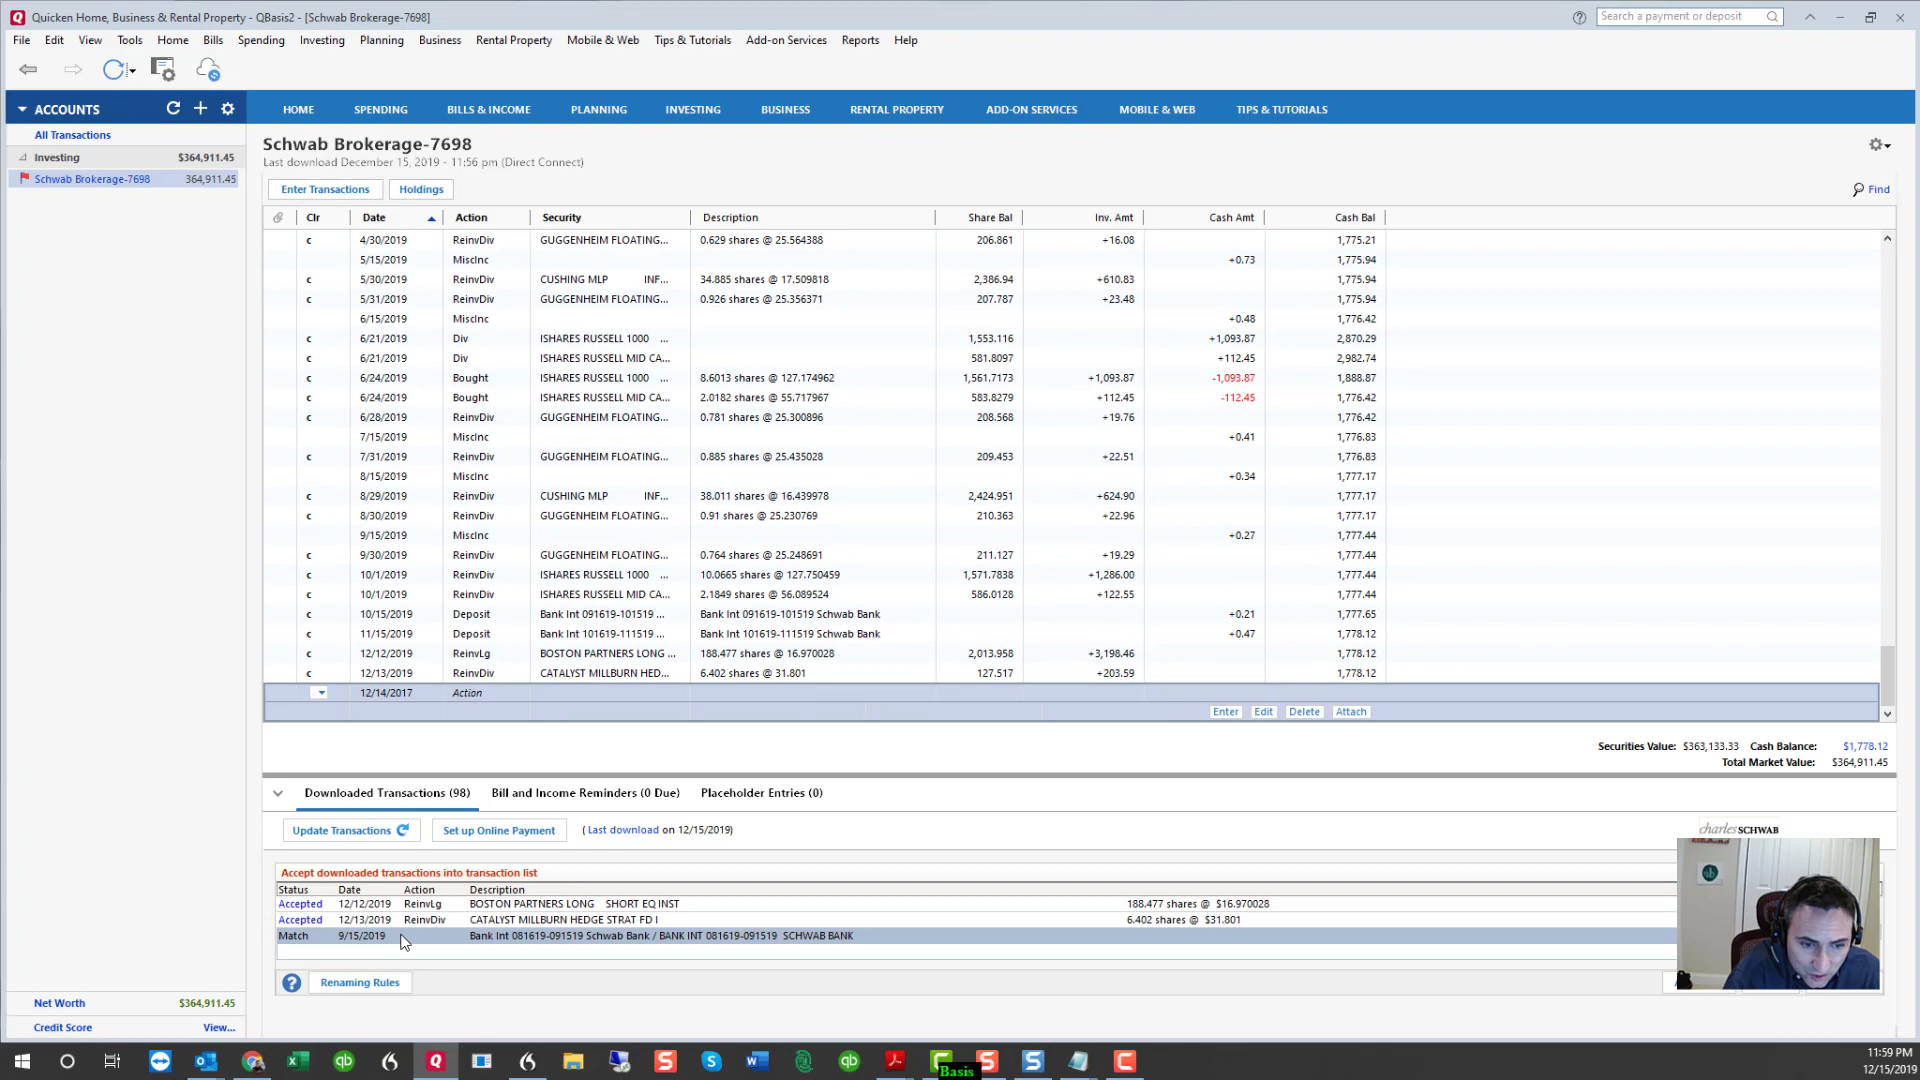 Quicken Home, Business & Rental Property - QBasis2 - [Schwab Brokerage-7698]
Search a payment or deposit
File Edit View Tools Home Bills Spending Investing Planning Business Rental Property Mobile & Web Tips & Tutorials Add-on Services Reports Help
ACCOUNTS
HOME SPENDING BILLS & INCOME PLANNING INVESTING BUSINESS RENTAL PROPERTY ADD-ON SERVICES MOBILE & WEB TIPS & TUTORIALS
All Transactions
Investing $364,911.45
Schwab Brokerage-7698 364,911.45
Schwab Brokerage-7698
Last download December 15, 2019 - 11:56 pm (Direct Connect)
Enter Transactions Holdings Find
Clr Date Action Security Description Share Bal Inv. Amt Cash Amt Cash Bal
c 4/30/2019 ReinvDiv GUGGENHEIM FLOATING... 0.629 shares @ 25.564388 206.861 +16.08 1,775.21
5/15/2019 MiscInc +0.73 1,775.94
c 5/30/2019 ReinvDiv CUSHING MLP INF... 34.885 shares @ 17.509818 2,386.94 +610.83 1,775.94
c 5/31/2019 ReinvDiv GUGGENHEIM FLOATING... 0.926 shares @ 25.356371 207.787 +23.48 1,775.94
6/15/2019 MiscInc +0.48 1,776.42
c 6/21/2019 Div ISHARES RUSSELL 1000 ... 1,553.116 +1,093.87 2,870.29
c 6/21/2019 Div ISHARES RUSSELL MID CA... 581.8097 +112.45 2,982.74
c 6/24/2019 Bought ISHARES RUSSELL 1000 ... 8.6013 shares @ 127.174962 1,561.7173 +1,093.87 -1,093.87 1,888.87
c 6/24/2019 Bought ISHARES RUSSELL MID CA... 2.0182 shares @ 55.717967 583.8279 +112.45 -112.45 1,776.42
c 6/28/2019 ReinvDiv GUGGENHEIM FLOATING... 0.781 shares @ 25.300896 208.568 +19.76 1,776.42
7/15/2019 MiscInc +0.41 1,776.83
c 7/31/2019 ReinvDiv GUGGENHEIM FLOATING... 0.885 shares @ 25.435028 209.453 +22.51 1,776.83
8/15/2019 MiscInc +0.34 1,777.17
c 8/29/2019 ReinvDiv CUSHING MLP INF... 38.011 shares @ 16.439978 2,424.951 +624.90 1,777.17
c 8/30/2019 ReinvDiv GUGGENHEIM FLOATING... 0.91 shares @ 25.230769 210.363 +22.96 1,777.17
9/15/2019 MiscInc +0.27 1,777.44
c 9/30/2019 ReinvDiv GUGGENHEIM FLOATING... 0.764 shares @ 25.248691 211.127 +19.29 1,777.44
c 10/1/2019 ReinvDiv ISHARES RUSSELL 1000 ... 10.0665 shares @ 127.750459 1,571.7838 +1,286.00 1,777.44
c 10/1/2019 ReinvDiv ISHARES RUSSELL MID CA... 2.1849 shares @ 56.089524 586.0128 +122.55 1,777.44
c 10/15/2019 Deposit Bank Int 091619-101519 ... Bank Int 091619-101519 Schwab Bank +0.21 1,777.65
c 11/15/2019 Deposit Bank Int 101619-111519 ... Bank Int 101619-111519 Schwab Bank +0.47 1,778.12
c 12/12/2019 ReinvLg BOSTON PARTNERS LONG ... 188.477 shares @ 16.970028 2,013.958 +3,198.46 1,778.12
c 12/13/2019 ReinvDiv CATALYST MILLBURN HED... 6.402 shares @ 31.801 127.517 +203.59 1,778.12
12/14/2017 Action
Enter Edit Delete Attach
Securities Value: $363,133.33 Cash Balance: $1,778.12
Total Market Value: $364,911.45
Downloaded Transactions (98) Bill and Income Reminders (0 Due) Placeholder Entries (0)
Update Transactions Set up Online Payment ( Last download on 12/15/2019)
charles SCHWAB
Accept downloaded transactions into transaction list
Status Date Action Description
Accepted 12/12/2019 ReinvLg BOSTON PARTNERS LONG SHORT EQ INST 188.477 shares @ $16.970028
Accepted 12/13/2019 ReinvDiv CATALYST MILLBURN HEDGE STRAT FD I 6.402 shares @ $31.801
Match 9/15/2019 Bank Int 081619-091519 Schwab Bank / BANK INT 081619-091519 SCHWAB BANK
Renaming Rules
Net Worth $364,911.45
Credit Score View...
Basis
11:59 PM
12/15/2019